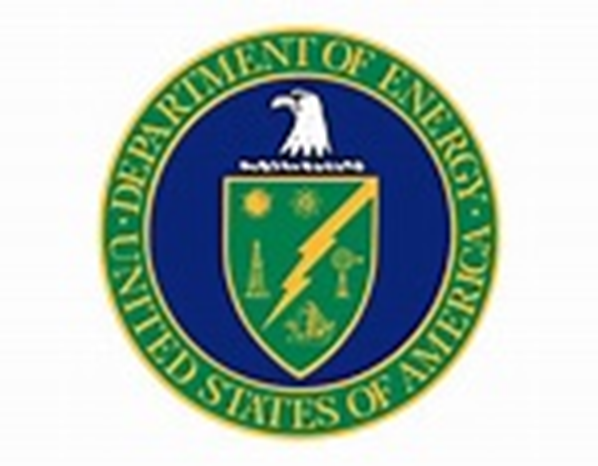 DEPARTMENT OF ENERGY
UNITED STATES OF AMERICA